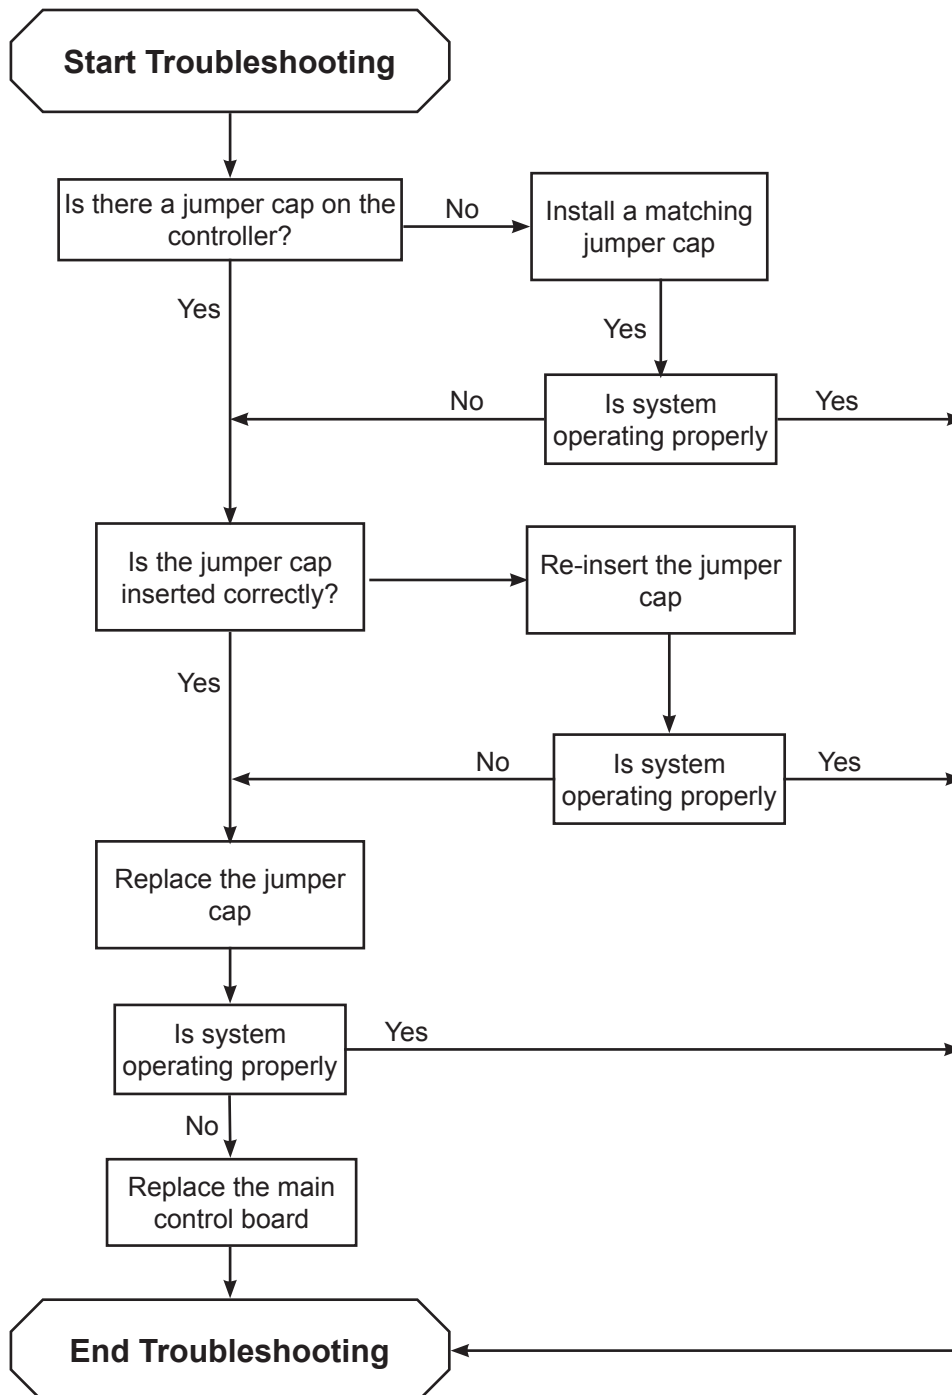 Start Troubleshooting
Is there a jumper cap on the
controller?
No
Install a matching
jumper cap
Yes
Yes
Is system
operating properly
No
Yes
Is the jumper cap
inserted correctly?
Re-insert the jumper
cap
Yes
Is system
operating properly
No
Yes
Replace the jumper
cap
Is system
operating properly
Yes
No
Replace the main
control board
End Troubleshooting